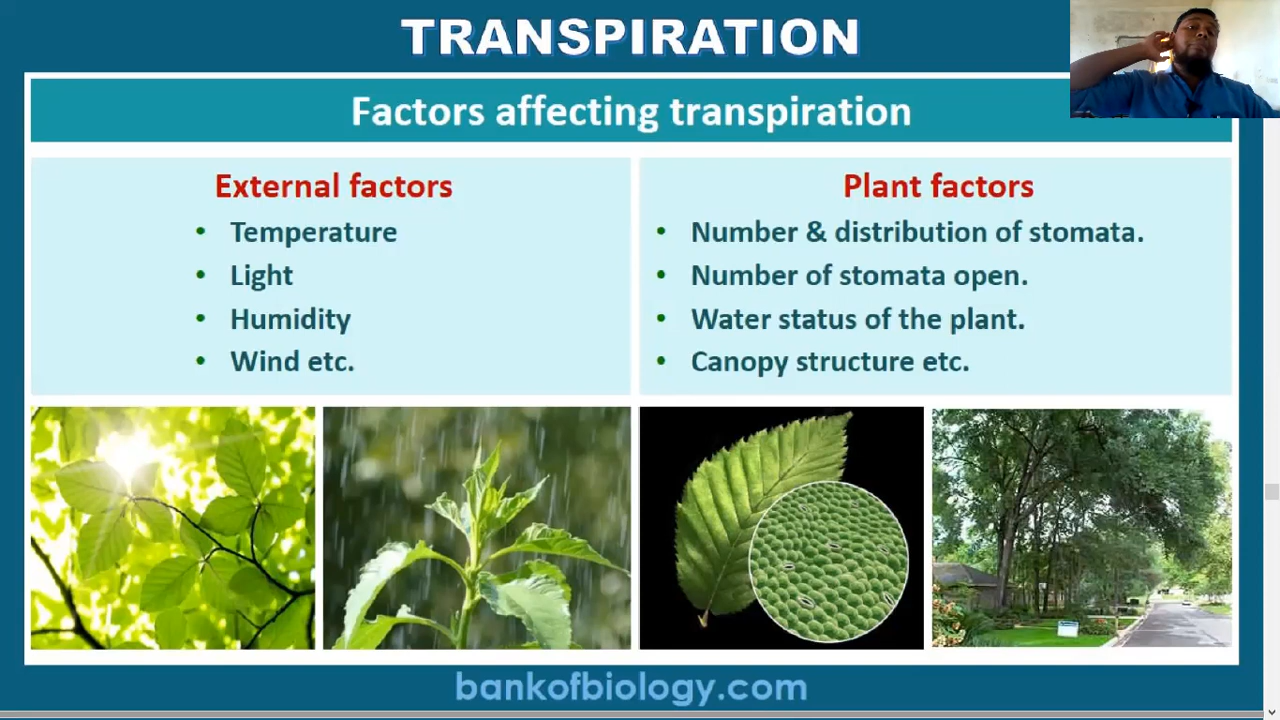 TRANSPIRATION
Factors affecting transpiration
External factors
• Temperature
• Light
• Humidity
• Wind etc.
Plant factors
• Number & distribution of stomata.
• Number of stomata open.
• Water status of the plant.
• Canopy structure etc.
bankofbiology.com